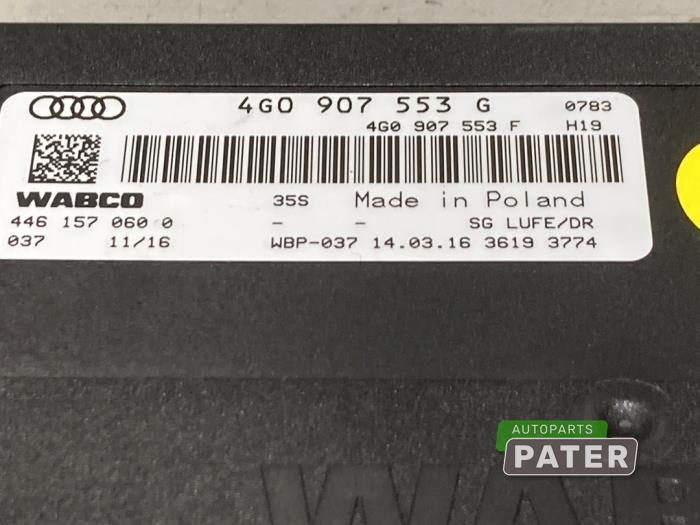 4G0 907 553 G 0783
4G0 907 553 F H19
WABCO 35S Made in Poland
446 157 060 0 - - SG LUFE/DR
037 11/16 WBP-037 14.03.16 3619 3774
AUTOPARTS
PATER